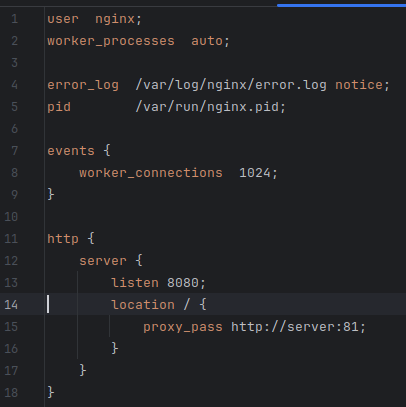 1 user  nginx;
2 worker_processes  auto;
3
4 error_log  /var/log/nginx/error.log notice;
5 pid        /var/run/nginx.pid;
6
7 events {
8     worker_connections  1024;
9 }
10
11 http {
12     server {
13         listen 8080;
14         location / {
15             proxy_pass http://server:81;
16         }
17     }
18 }